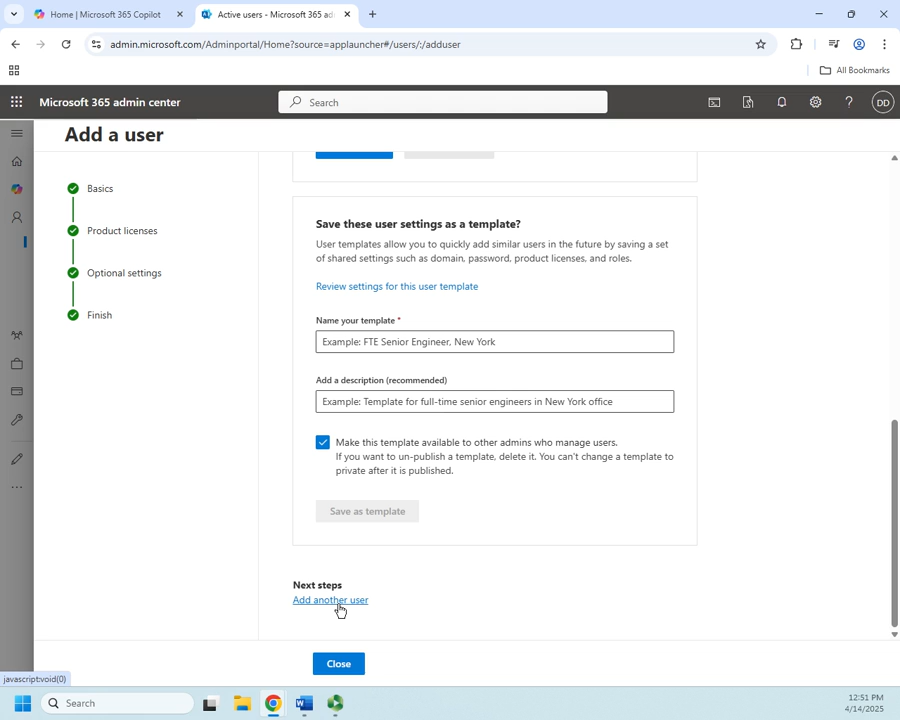 Home | Microsoft 365 Copilot
Active users - Microsoft 365 ad
admin.microsoft.com/Adminportal/Home?source=applauncher#/users/:/adduser
All Bookmarks
Microsoft 365 admin center
Search
DD
Add a user
Basics
Product licenses
Optional settings
Finish
Save these user settings as a template?
User templates allow you to quickly add similar users in the future by saving a set
of shared settings such as domain, password, product licenses, and roles.
Review settings for this user template
Name your template *
Example: FTE Senior Engineer, New York
Add a description (recommended)
Example: Template for full-time senior engineers in New York office
Make this template available to other admins who manage users.
If you want to un-publish a template, delete it. You can't change a template to
private after it is published.
Save as template
Next steps
Add another user
Close
javascript:void(0)
Search
12:51 PM
4/14/2025